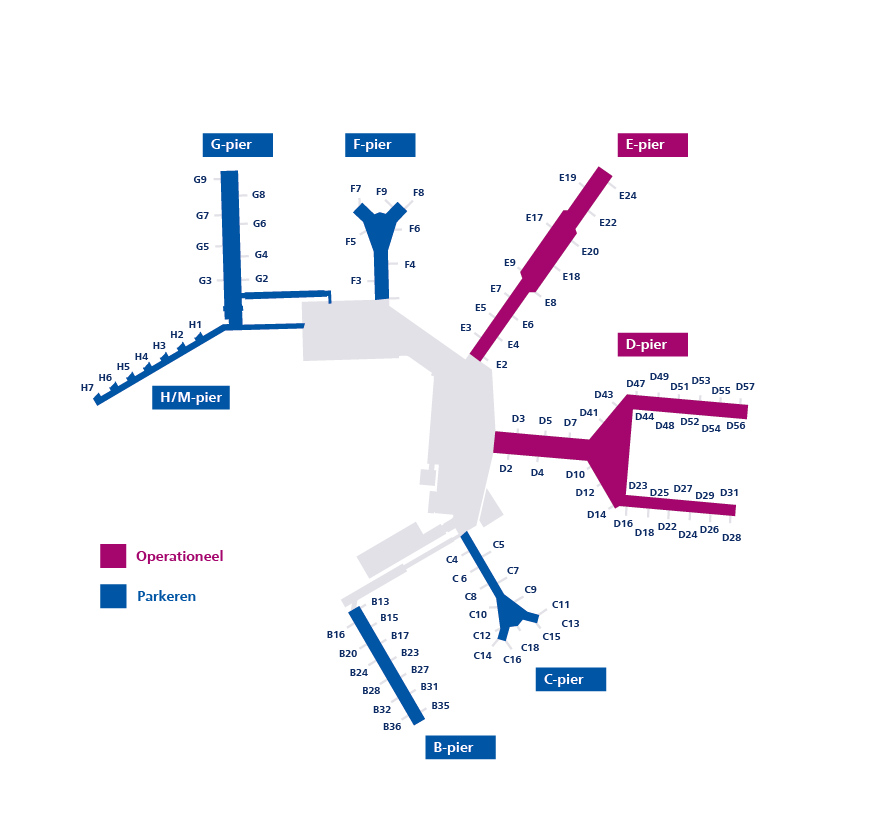 G-pier
F-pier
E-pier
G9
G8
G7
G6
G5
G4
G3
G2
F7
F9
F8
F6
F5
F4
F3
E19
E24
E17
E22
E20
E9
E18
E7
E8
E5
E6
E3
E4
E2
H1
H2
H3
H4
H5
H6
H7
H/M-pier
D-pier
D43
D47
D49
D51
D53
D55
D57
D41
D44
D48
D52
D54
D56
D3
D5
D7
D2
D4
D10
D12
D14
D23
D25
D27
D29
D31
D16
D18
D22
D24
D26
D28
Operationeel
Parkeren
C5
C4
C7
C 6
C9
C8
C11
C10
C13
C12
C15
C18
C14
C16
C-pier
B13
B15
B16
B17
B20
B23
B24
B27
B28
B31
B32
B35
B36
B-pier